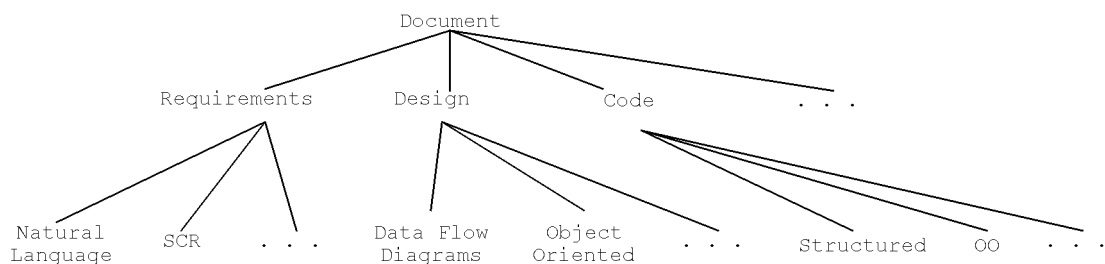 Document
Requirements Design Code . . .
Natural Language SCR . . . Data Flow Diagrams Object Oriented . . . Structured OO . . .